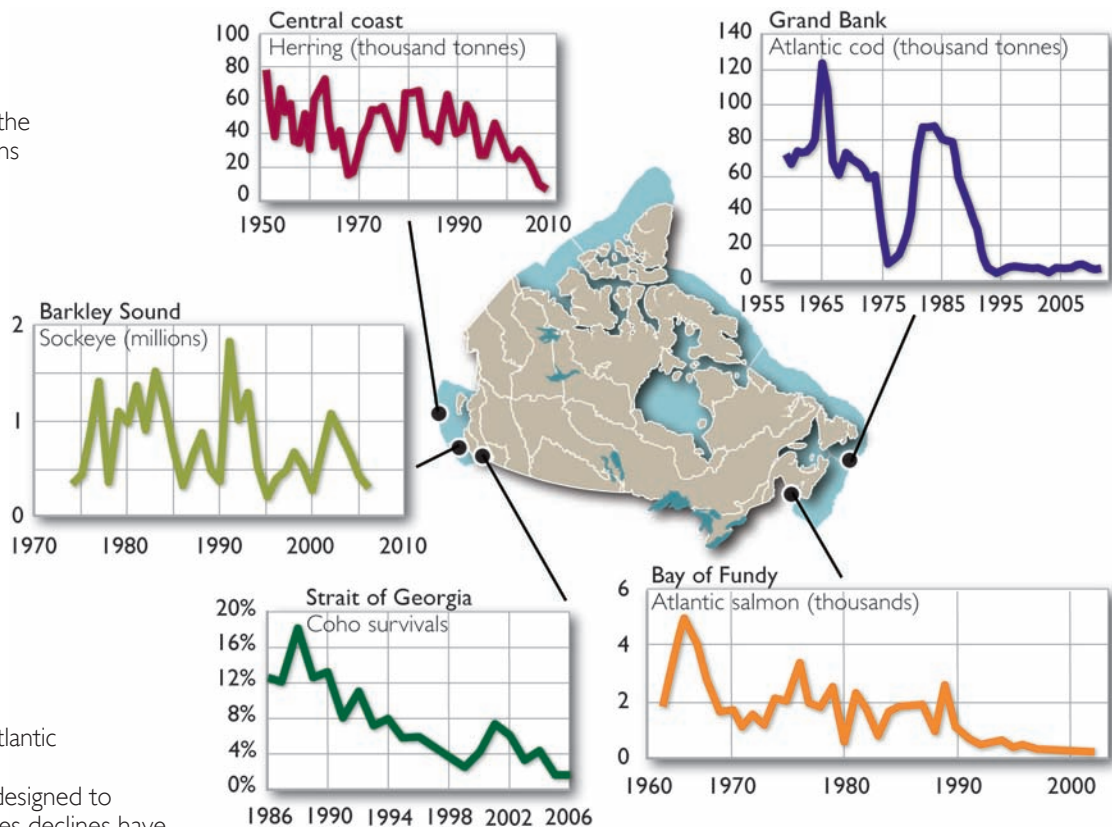 the
ns
tlantic
designed to
es declines have
Central coast
Herring (thousand tonnes)
100
80
60
40
20
0
1950 1970 1990 2010
Grand Bank
Atlantic cod (thousand tonnes)
140
120
100
80
60
40
20
0
1955 1965 1975 1985 1995 2005
Barkley Sound
Sockeye (millions)
2
1
0
1970 1980 1990 2000 2010
Strait of Georgia
Coho survivals
20%
16%
12%
8%
4%
0%
1986 1990 1994 1998 2002 2006
Bay of Fundy
Atlantic salmon (thousands)
6
4
2
0
1960 1970 1980 1990 2000